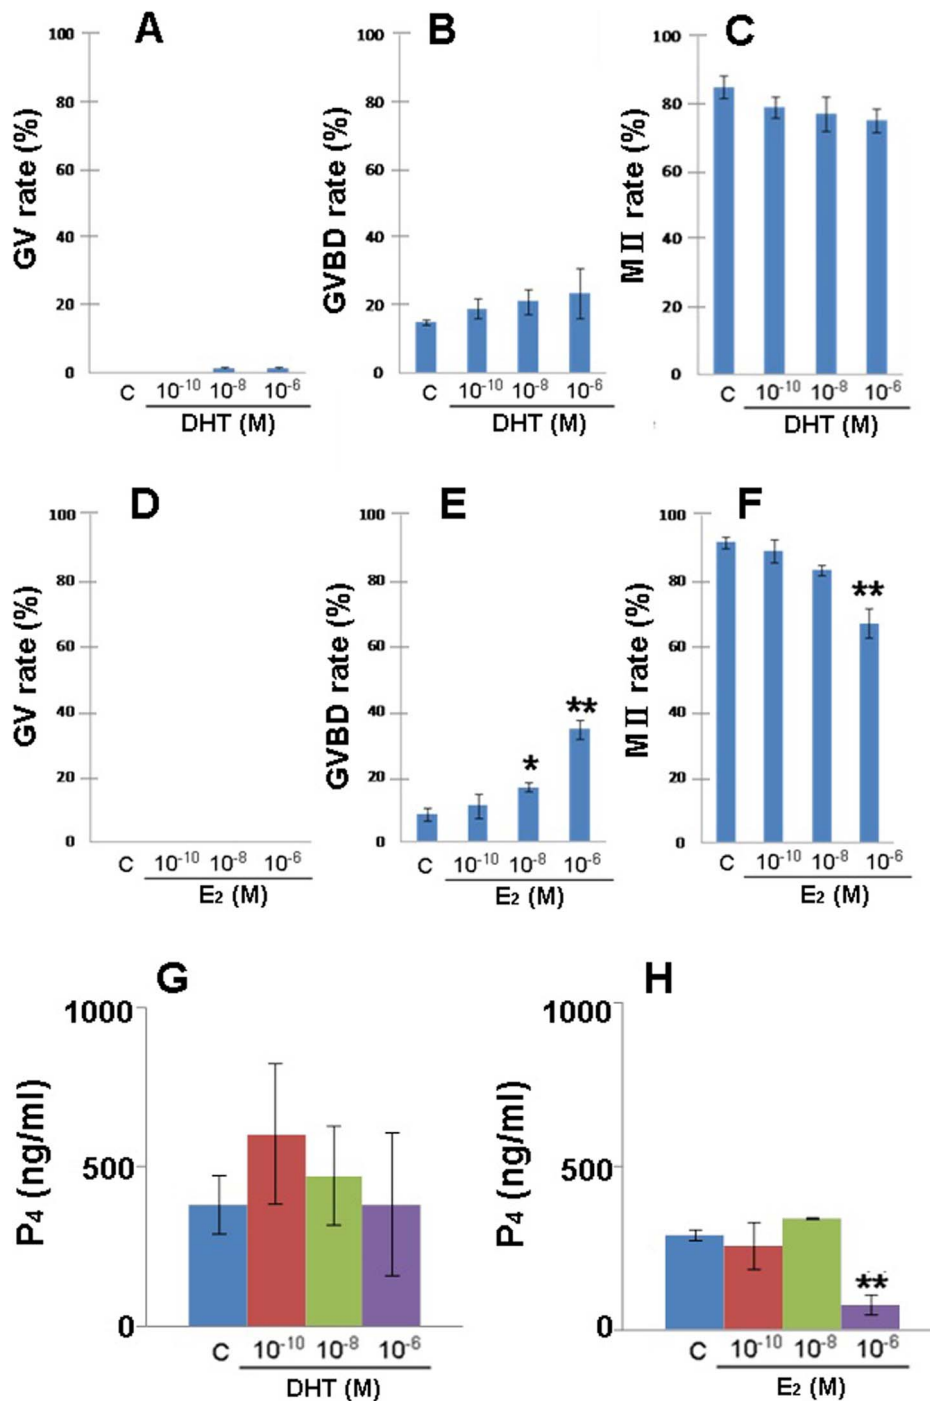 A
GV rate (%)
100
80
60
40
20
0
C 10⁻¹⁰ 10⁻⁸ 10⁻⁶
DHT (M)
B
GVBD rate (%)
100
80
60
40
20
0
C 10⁻¹⁰ 10⁻⁸ 10⁻⁶
DHT (M)
C
MⅡ rate (%)
100
80
60
40
20
0
C 10⁻¹⁰ 10⁻⁸ 10⁻⁶
DHT (M)
D
GV rate (%)
100
80
60
40
20
0
C 10⁻¹⁰ 10⁻⁸ 10⁻⁶
E₂ (M)
E
GVBD rate (%)
100
80
60
40
20
0
*
**
C 10⁻¹⁰ 10⁻⁸ 10⁻⁶
E₂ (M)
F
MⅡ rate (%)
100
80
60
40
20
0
**
C 10⁻¹⁰ 10⁻⁸ 10⁻⁶
E₂ (M)
G
P₄ (ng/ml)
1000
500
0
C 10⁻¹⁰ 10⁻⁸ 10⁻⁶
DHT (M)
H
P₄ (ng/ml)
1000
500
0
**
C 10⁻¹⁰ 10⁻⁸ 10⁻⁶
E₂ (M)